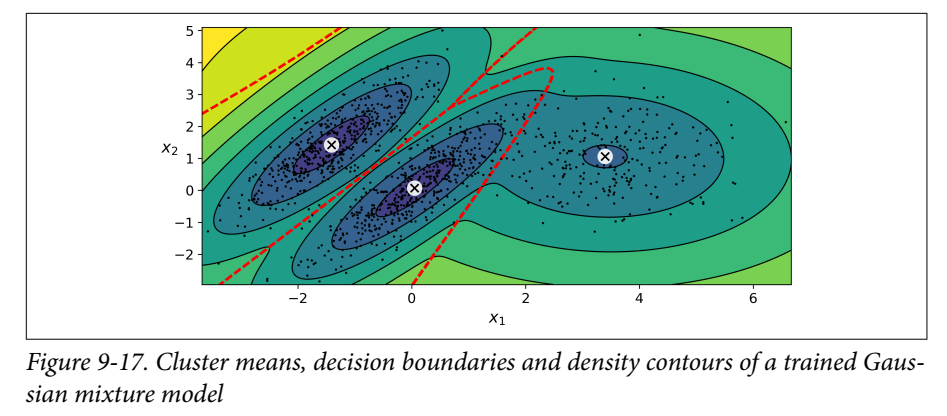 5
4
3
2
1
0
−1
−2
x₂
−2 0 2 4 6
x₁
Figure 9-17. Cluster means, decision boundaries and density contours of a trained Gaus-
sian mixture model